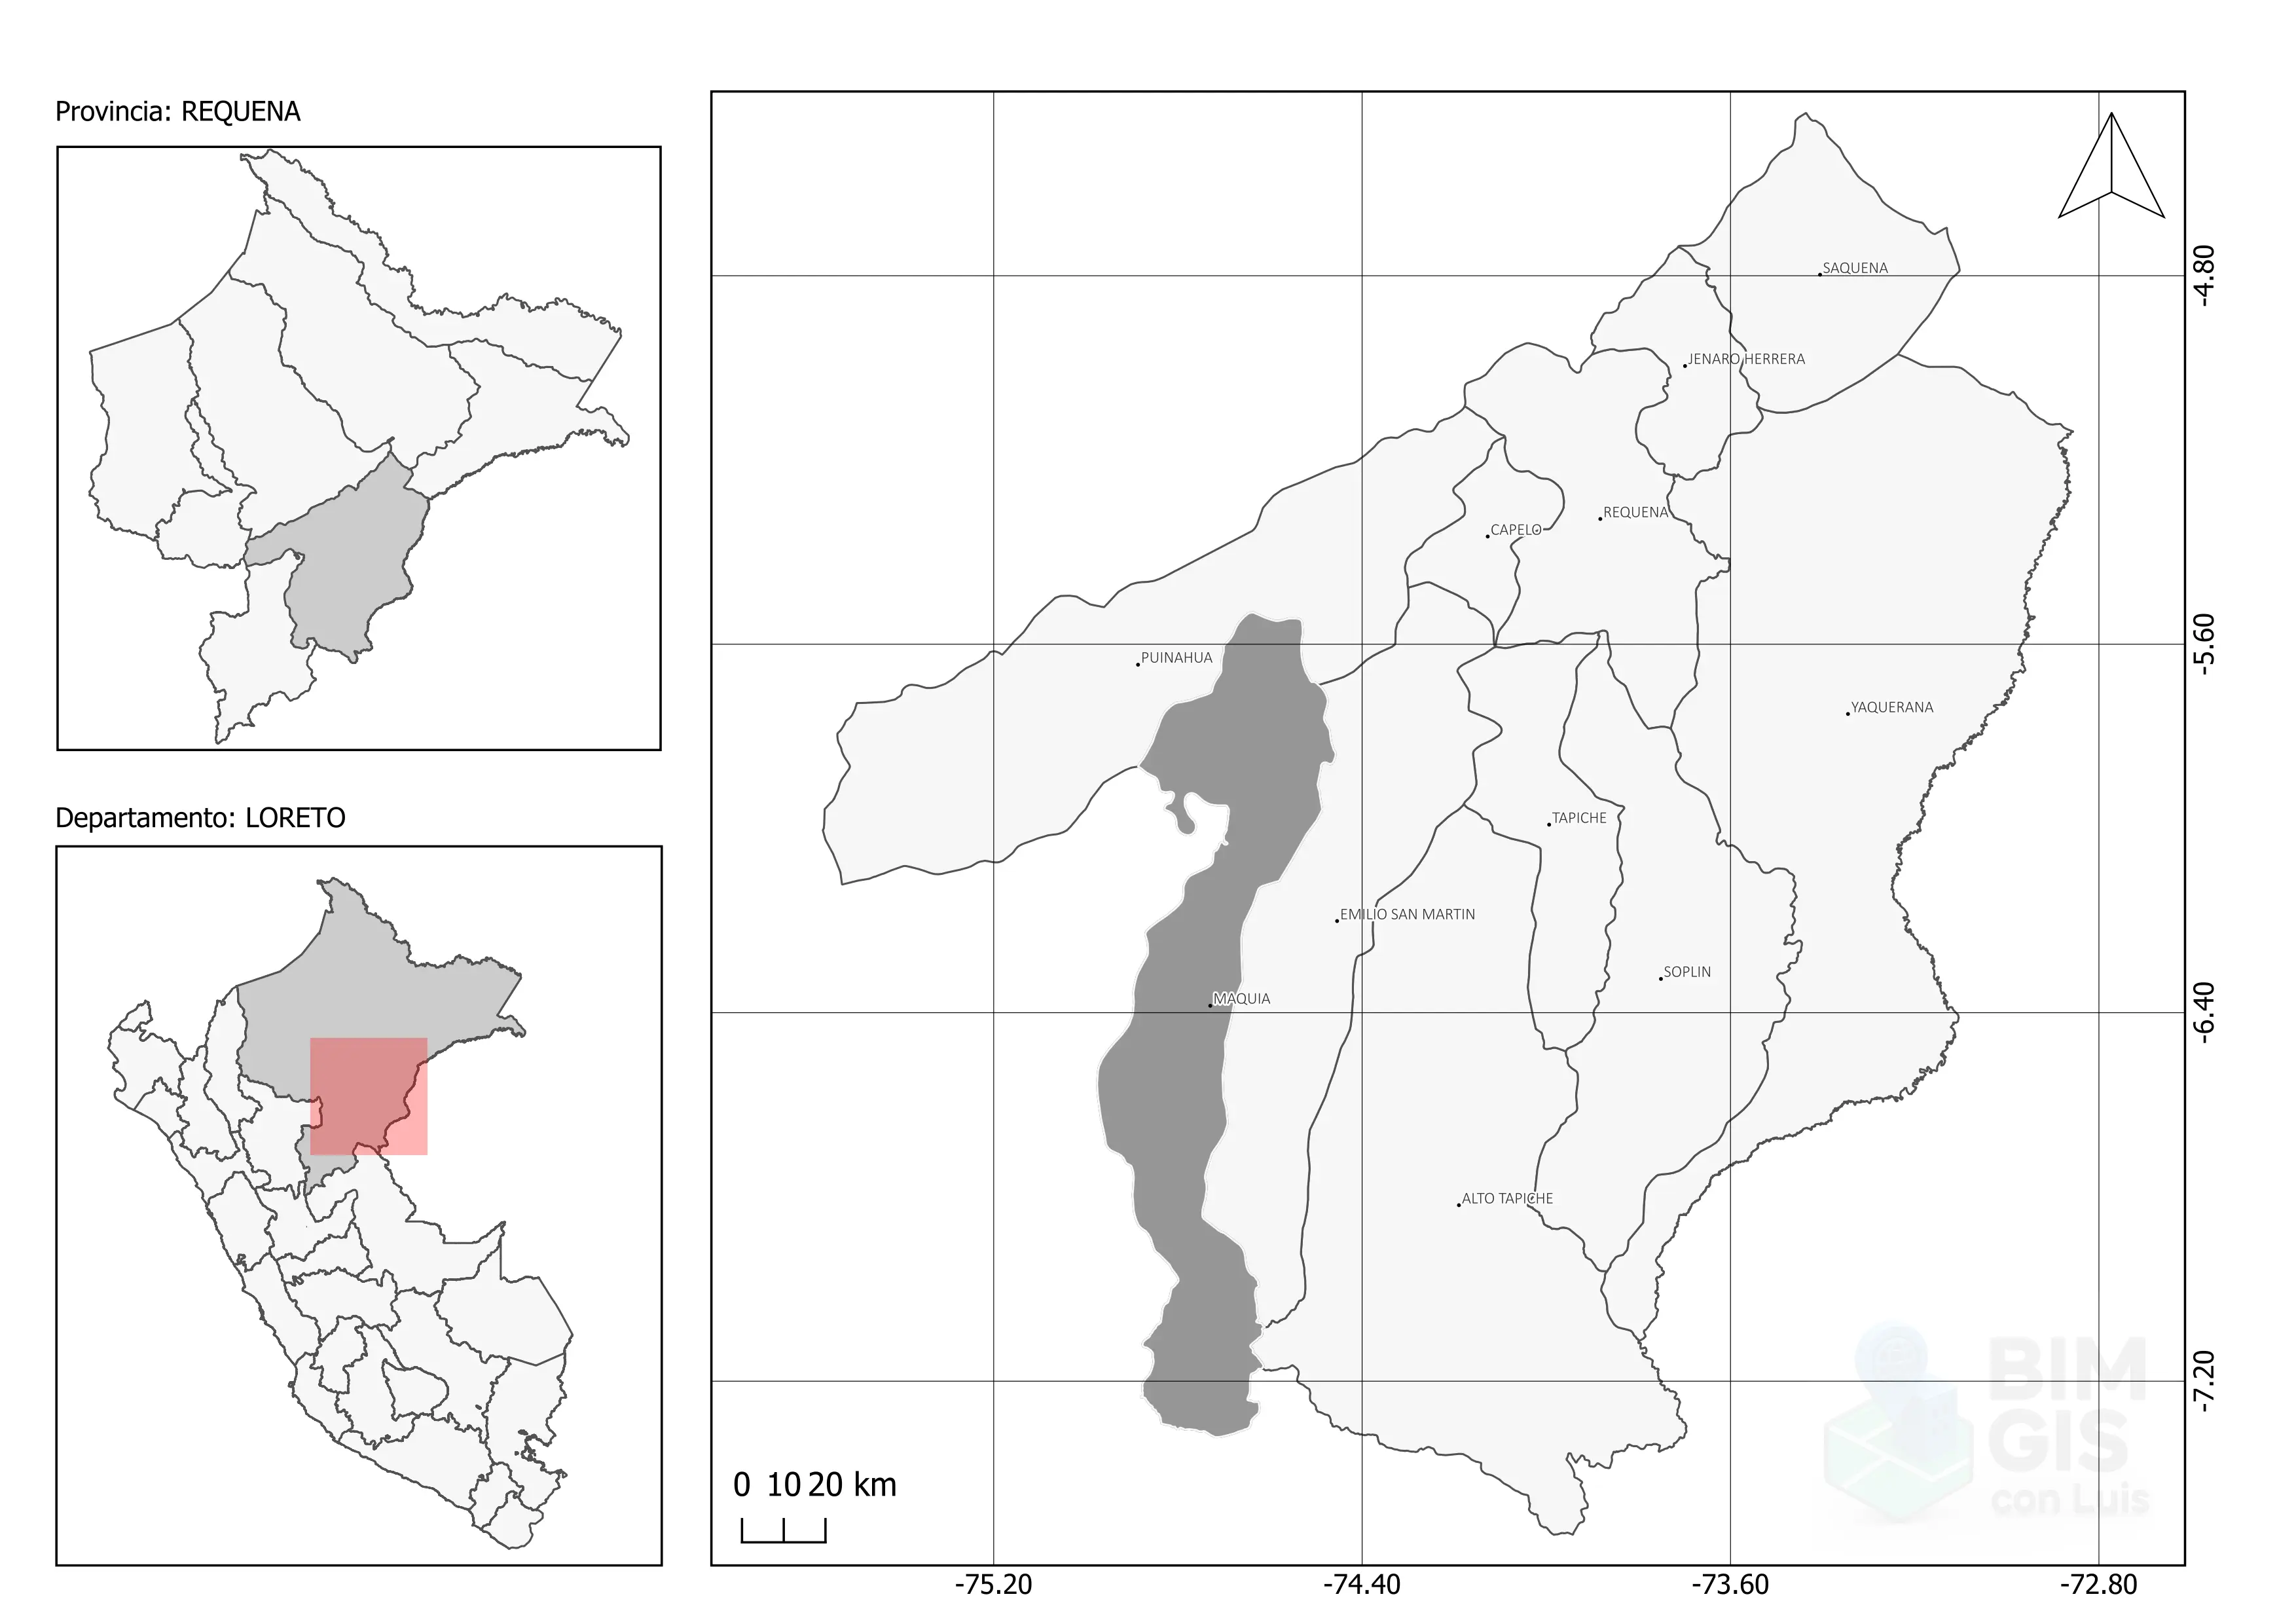 Provincia: REQUENA
Departamento: LORETO
SAQUENA
JENARO HERRERA
REQUENA
CAPELO
PUINAHUA
YAQUERANA
TAPICHE
EMILIO SAN MARTIN
SOPLIN
MAQUIA
ALTO TAPICHE
-4.80
-5.60
-6.40
-7.20
0 10 20 km
-75.20 -74.40 -73.60 -72.80
BIM
GIS
con Luis